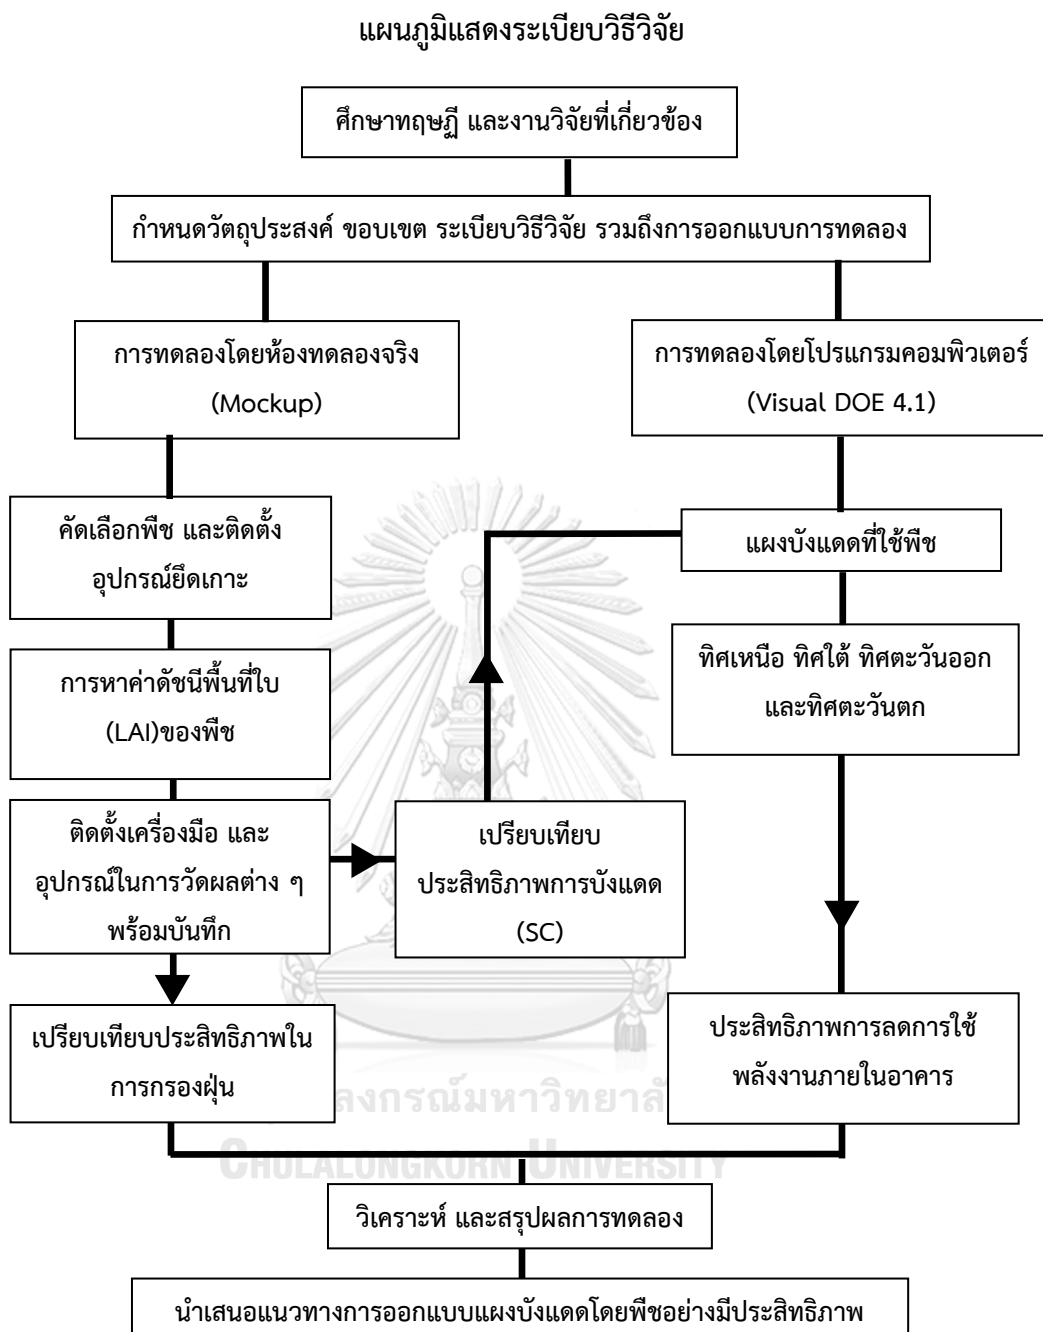 แผนภูมิแสดงระเบียบวิธีวิจัย
ศึกษาทฤษฎี และงานวิจัยที่เกี่ยวข้อง
กำหนดวัตถุประสงค์ ขอบเขต ระเบียบวิธีวิจัย รวมถึงการออกแบบการทดลอง
การทดลองโดยห้องทดลองจริง
(Mockup)
การทดลองโดยโปรแกรมคอมพิวเตอร์
(Visual DOE 4.1)
คัดเลือกพืช และติดตั้ง
อุปกรณ์ยึดเกาะ
แผงบังแดดที่ใช้พืช
การหาค่าดัชนีพื้นที่ใบ
(LAI)ของพืช
ทิศเหนือ ทิศใต้ ทิศตะวันออก
และทิศตะวันตก
ติดตั้งเครื่องมือ และ
อุปกรณ์ในการวัดผลต่าง ๆ
พร้อมบันทึก
เปรียบเทียบ
ประสิทธิภาพการบังแดด
(SC)
เปรียบเทียบประสิทธิภาพใน
การกรองฝุ่น
ประสิทธิภาพการลดการใช้
พลังงานภายในอาคาร
ลงกรณ์มหาวิทยาลั
CHULALONGKORN UNIVERSITY
วิเคราะห์ และสรุปผลการทดลอง
นำเสนอแนวทางการออกแบบแผงบังแดดโดยพืชอย่างมีประสิทธิภาพ